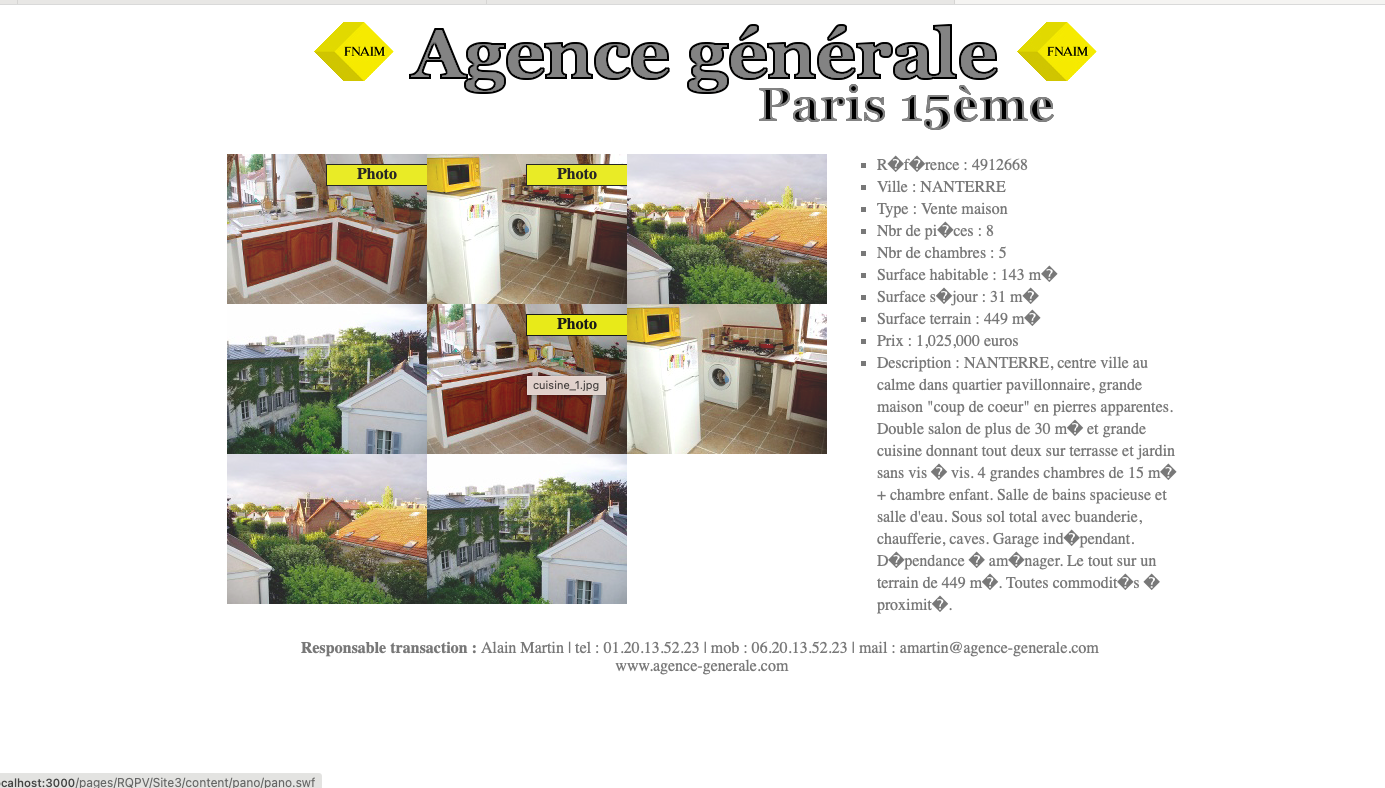 FNAIM Agence générale FNAIM
Paris 15ème
Photo
Photo
Photo
cuisine_1.jpg
R�f�rence : 4912668
Ville : NANTERRE
Type : Vente maison
Nbr de pi�ces : 8
Nbr de chambres : 5
Surface habitable : 143 m�
Surface s�jour : 31 m�
Surface terrain : 449 m�
Prix : 1,025,000 euros
Description : NANTERRE, centre ville au
calme dans quartier pavillonnaire, grande
maison "coup de coeur" en pierres apparentes.
Double salon de plus de 30 m� et grande
cuisine donnant tout deux sur terrasse et jardin
sans vis � vis. 4 grandes chambres de 15 m�
+ chambre enfant. Salle de bains spacieuse et
salle d'eau. Sous sol total avec buanderie,
chaufferie, caves. Garage ind�pendant.
D�pendance � am�nager. Le tout sur un
terrain de 449 m�. Toutes commodit�s �
proximit�.
Responsable transaction : Alain Martin | tel : 01.20.13.52.23 | mob : 06.20.13.52.23 | mail : amartin@agence-generale.com
www.agence-generale.com
calhost:3000/pages/RQPV/Site3/content/pano/pano.swf